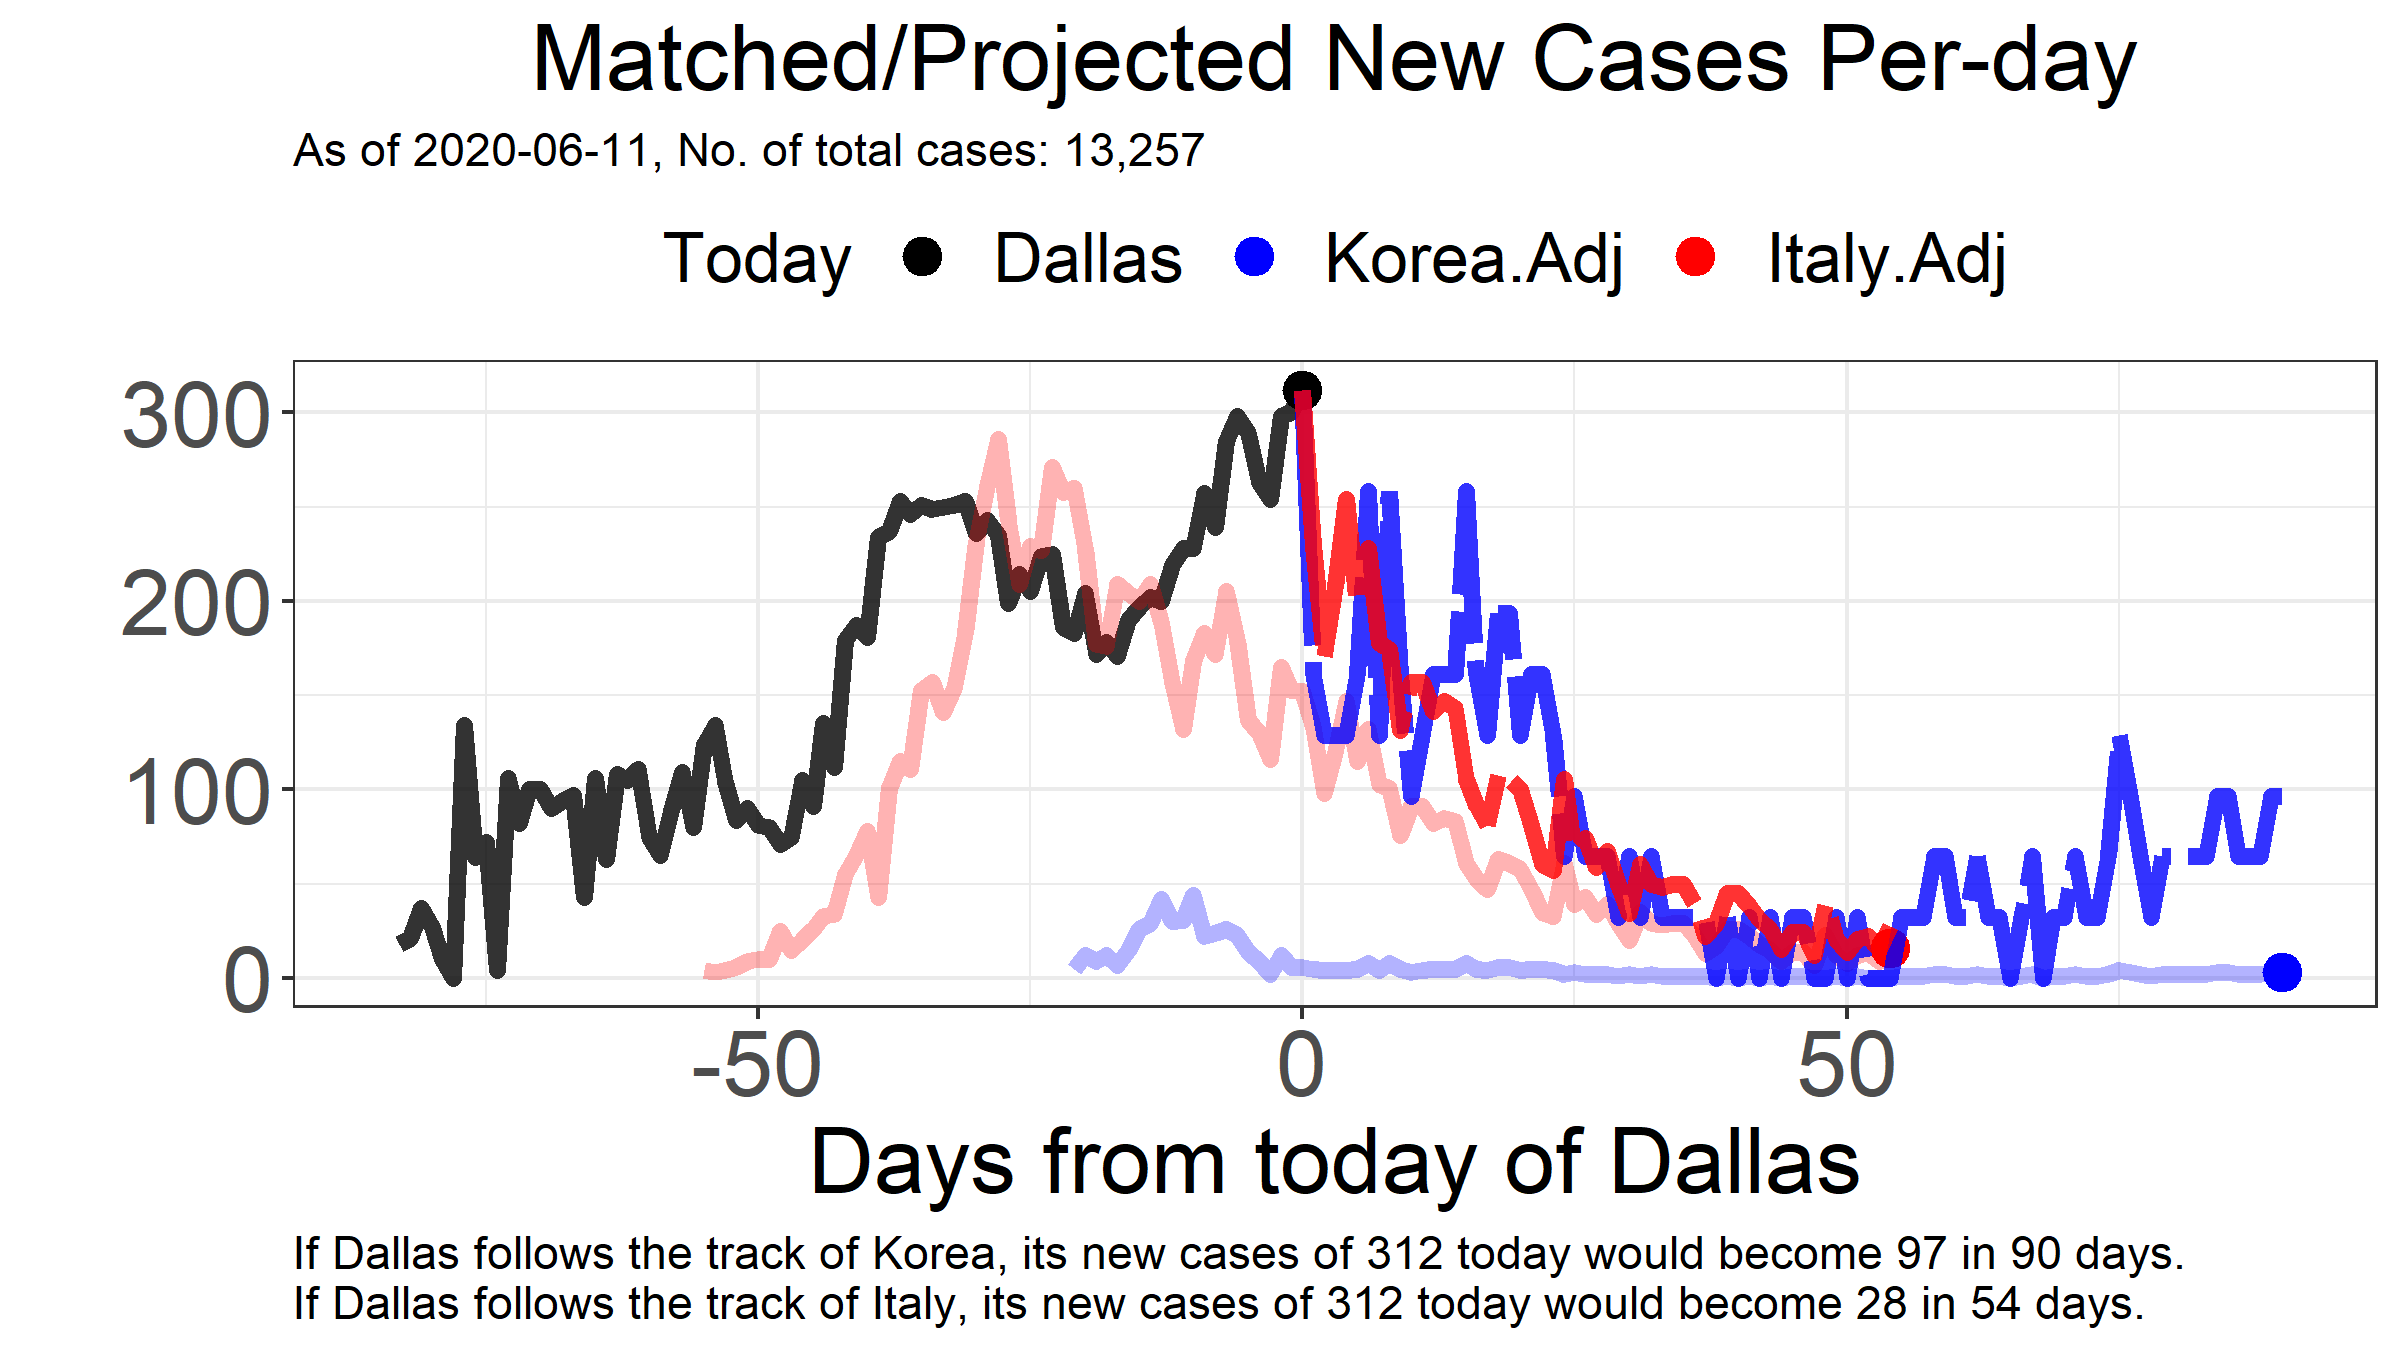 Matched/Projected New Cases Per-day
As of 2020-06-11, No. of total cases: 13,257
Today Dallas Korea.Adj Italy.Adj
300
200
100
0
-50 0 50
Days from today of Dallas
If Dallas follows the track of Korea, its new cases of 312 today would become 97 in 90 days.
If Dallas follows the track of Italy, its new cases of 312 today would become 28 in 54 days.